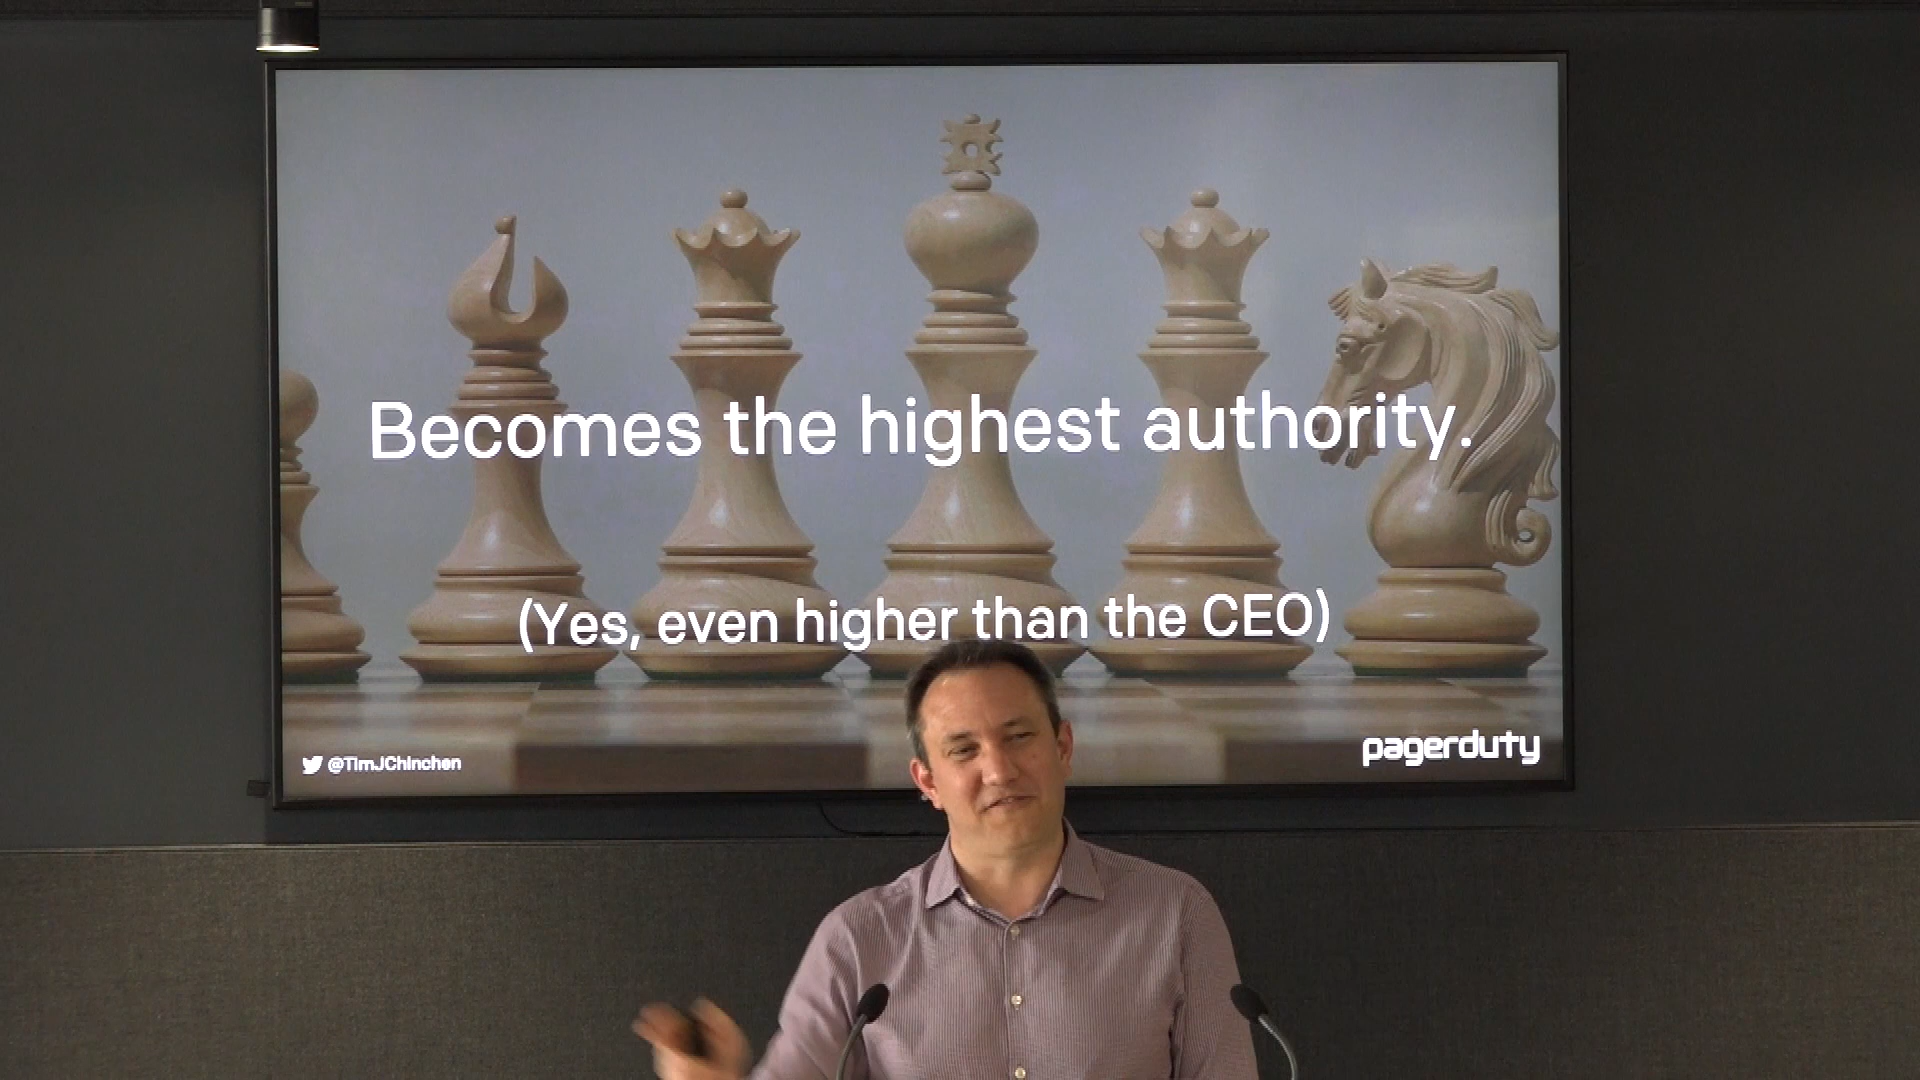 Becomes the highest authority.
(Yes, even higher than the CEO)
@TimJChinchen
pagerduty